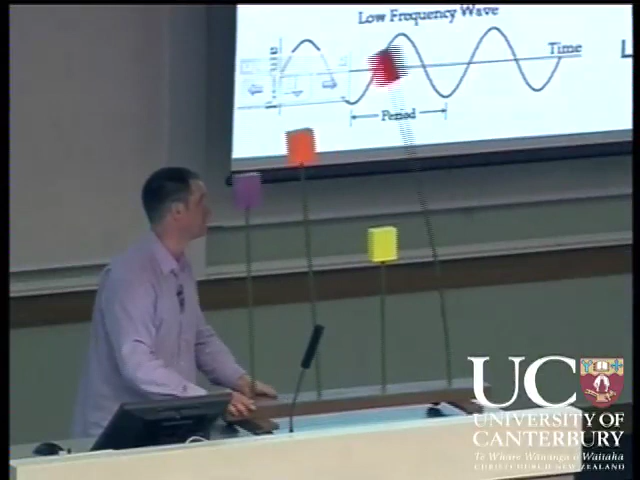 Low Frequency Wave
Time
Period
UC
UNIVERSITY OF
CANTERBURY
Te Whare Wānanga o Waitaha
CHRISTCHURCH NEW ZEALAND